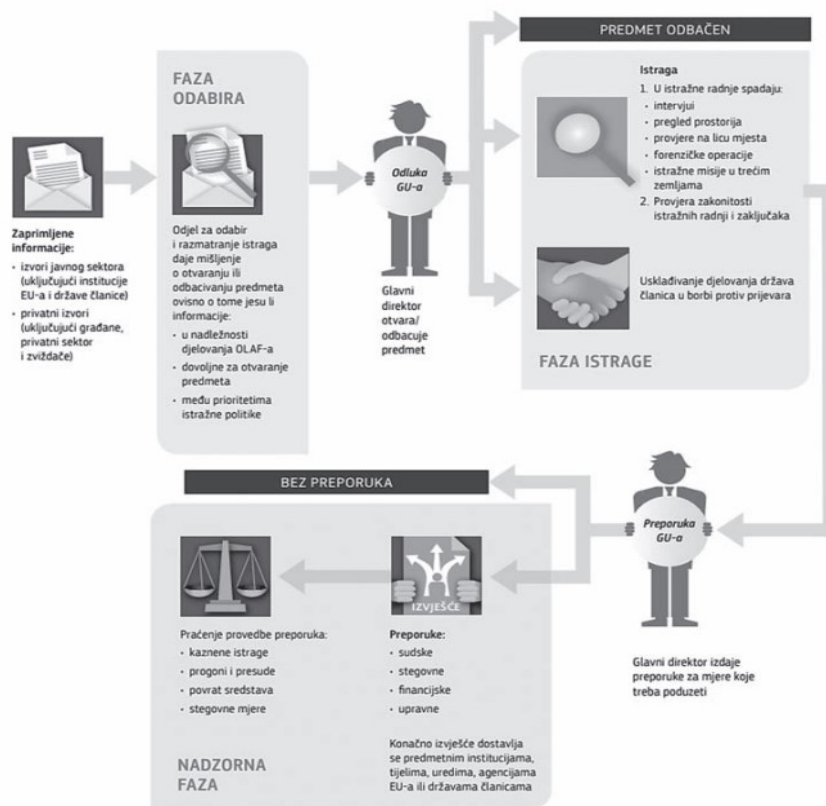 Zaprimljene
informacije:
• izvori javnog sektora
(uključujući institucije
EU-a i države članice)
• privatni izvori
(uključujući građane,
privatni sektor
i zviždače)
FAZA
ODABIRA
Odjel za odabir
i razmatranje istraga
daje mišljenje
o otvaranju ili
odbacivanju predmeta
ovisno o tome jesu li
informacije:
• u nadležnosti
djelovanja OLAF-a
• dovoljne za otvaranje
predmeta
• među prioritetima
istražne politike
Odluka
GU-a
Glavni
direktor
otvara/
odbacuje
predmet
PREDMET ODBAČEN
Istraga
1. U istražne radnje spadaju:
• intervjui
• pregled prostorija
• provjere na licu mjesta
• forenzičke operacije
• istražne misije u trećim
zemljama
2. Provjera zakonitosti
istražnih radnji i zaključaka
Usklađivanje djelovanja država
članica u borbi protiv prijevara
FAZA ISTRAGE
Preporuka
GU-a
Glavni direktor izdaje
preporuke za mjere koje
treba poduzeti
BEZ PREPORUKA
IZVJEŠĆE
Preporuke:
• sudske
• stegovne
• financijske
• upravne
Konačno izvješće dostavlja
se predmetnim institucijama,
tijelima, uredima, agencijama
EU-a ili državama članicama
Praćenje provedbe preporuka:
• kaznene istrage
• progoni i presude
• povrat sredstava
• stegovne mjere
NADZORNA
FAZA